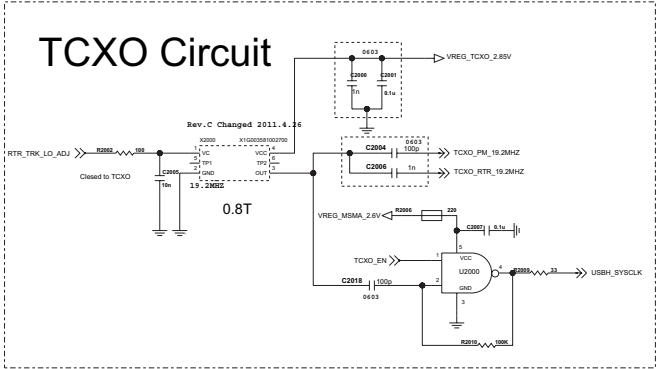 TCXO Circuit
0603
VREG_TCXO_2.85V
C2000
C2001
1n
0.1u
Rev.C Changed 2011.4.26
X2000
X1G003581002700
RTR_TRK_LO_ADJ
R2002
100
1
VC
VCC
4
5
TP1
TP2
6
2
GND
OUT
3
Clesed to TCXO
C2005
10n
19.2MHZ
0.8T
0603
C2004
100p
TCXO_PM_19.2MHZ
C2006
1n
TCXO_RTR_19.2MHZ
VREG_MSMA_2.6V
R2006
220
C2007
0.1u
TCXO_EN
1
5
VCC
U2000
4
R2009
33
USBH_SYSCLK
C2018
100p
2
GND
0603
3
R2010
100K